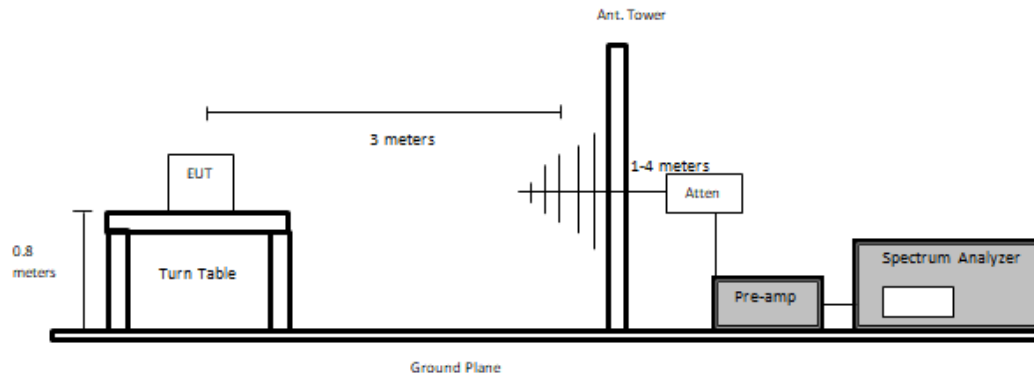 Ant. Tower
3 meters
1-4 meters
EUT
Atten
0.8
meters
Turn Table
Spectrum Analyzer
Pre-amp
Ground Plane